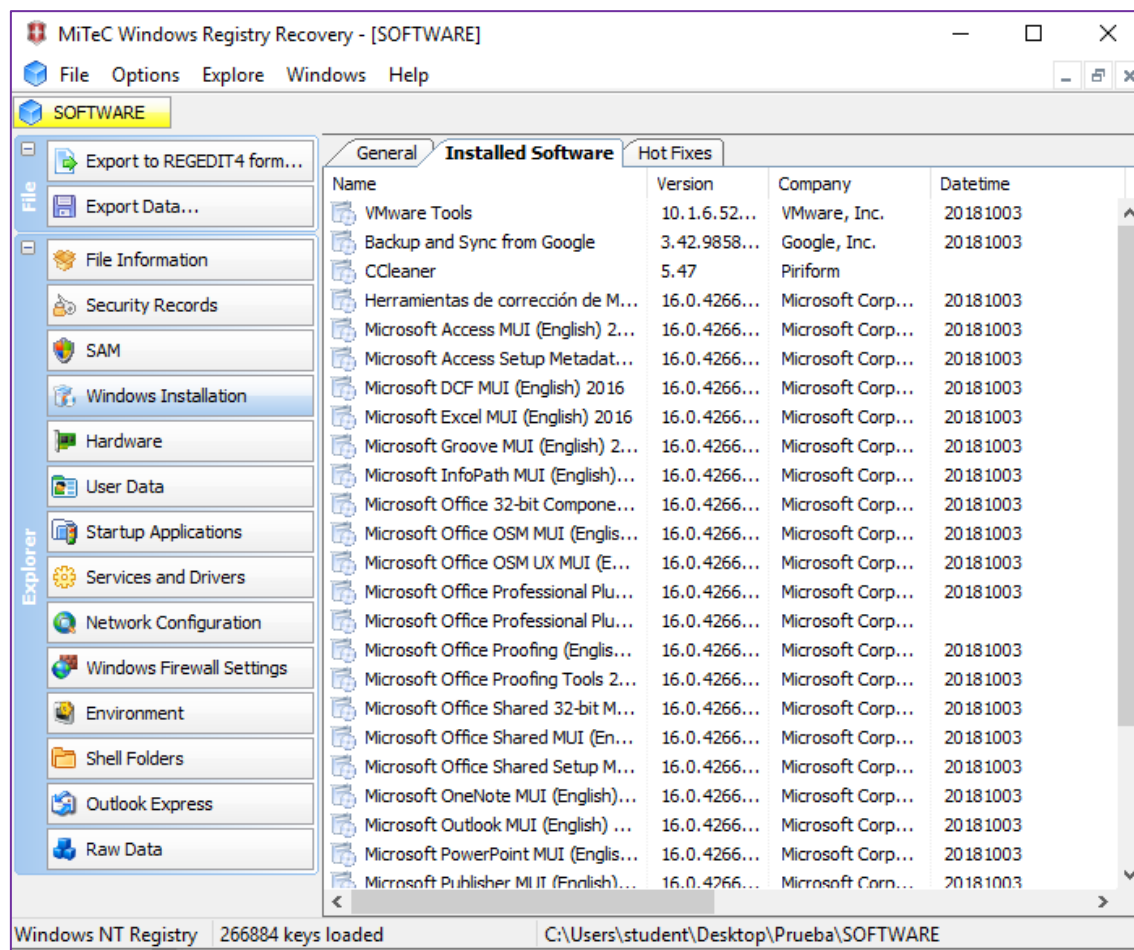 MiTeC Windows Registry Recovery - [SOFTWARE]
File Options Explore Windows Help
SOFTWARE
File
Export to REGEDIT4 form...
Export Data...
Explorer
File Information
Security Records
SAM
Windows Installation
Hardware
User Data
Startup Applications
Services and Drivers
Network Configuration
Windows Firewall Settings
Environment
Shell Folders
Outlook Express
Raw Data
General Installed Software Hot Fixes
Name Version Company Datetime
VMware Tools 10.1.6.52... VMware, Inc. 20181003
Backup and Sync from Google 3.42.9858... Google, Inc. 20181003
CCleaner 5.47 Piriform
Herramientas de corrección de M... 16.0.4266... Microsoft Corp... 20181003
Microsoft Access MUI (English) 2... 16.0.4266... Microsoft Corp... 20181003
Microsoft Access Setup Metadat... 16.0.4266... Microsoft Corp... 20181003
Microsoft DCF MUI (English) 2016 16.0.4266... Microsoft Corp... 20181003
Microsoft Excel MUI (English) 2016 16.0.4266... Microsoft Corp... 20181003
Microsoft Groove MUI (English) 2... 16.0.4266... Microsoft Corp... 20181003
Microsoft InfoPath MUI (English)... 16.0.4266... Microsoft Corp... 20181003
Microsoft Office 32-bit Compone... 16.0.4266... Microsoft Corp... 20181003
Microsoft Office OSM MUI (Englis... 16.0.4266... Microsoft Corp... 20181003
Microsoft Office OSM UX MUI (E... 16.0.4266... Microsoft Corp... 20181003
Microsoft Office Professional Plu... 16.0.4266... Microsoft Corp... 20181003
Microsoft Office Professional Plu... 16.0.4266... Microsoft Corp...
Microsoft Office Proofing (Englis... 16.0.4266... Microsoft Corp... 20181003
Microsoft Office Proofing Tools 2... 16.0.4266... Microsoft Corp... 20181003
Microsoft Office Shared 32-bit M... 16.0.4266... Microsoft Corp... 20181003
Microsoft Office Shared MUI (En... 16.0.4266... Microsoft Corp... 20181003
Microsoft Office Shared Setup M... 16.0.4266... Microsoft Corp... 20181003
Microsoft OneNote MUI (English)... 16.0.4266... Microsoft Corp... 20181003
Microsoft Outlook MUI (English) ... 16.0.4266... Microsoft Corp... 20181003
Microsoft PowerPoint MUI (Englis... 16.0.4266... Microsoft Corp... 20181003
Microsoft Publisher MUI (English)... 16.0.4266... Microsoft Corp... 20181003
Windows NT Registry 266884 keys loaded C:\Users\student\Desktop\Prueba\SOFTWARE